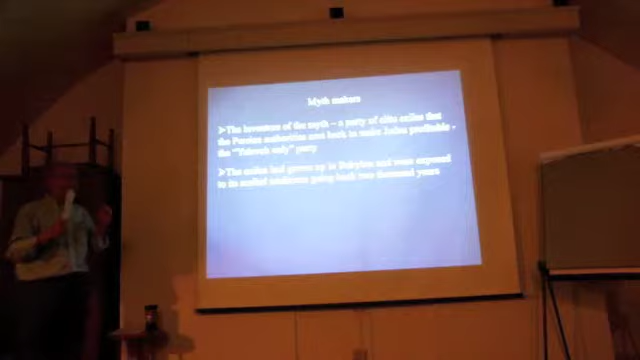 Myth makers
➢The inventors of the myth – a party of elite exiles that
the Persian authorities sent back to make Judea profitable -
the "Yahweh only" party
➢The exiles had grown up in Babylon and were exposed
to its scribal traditions going back two thousand years